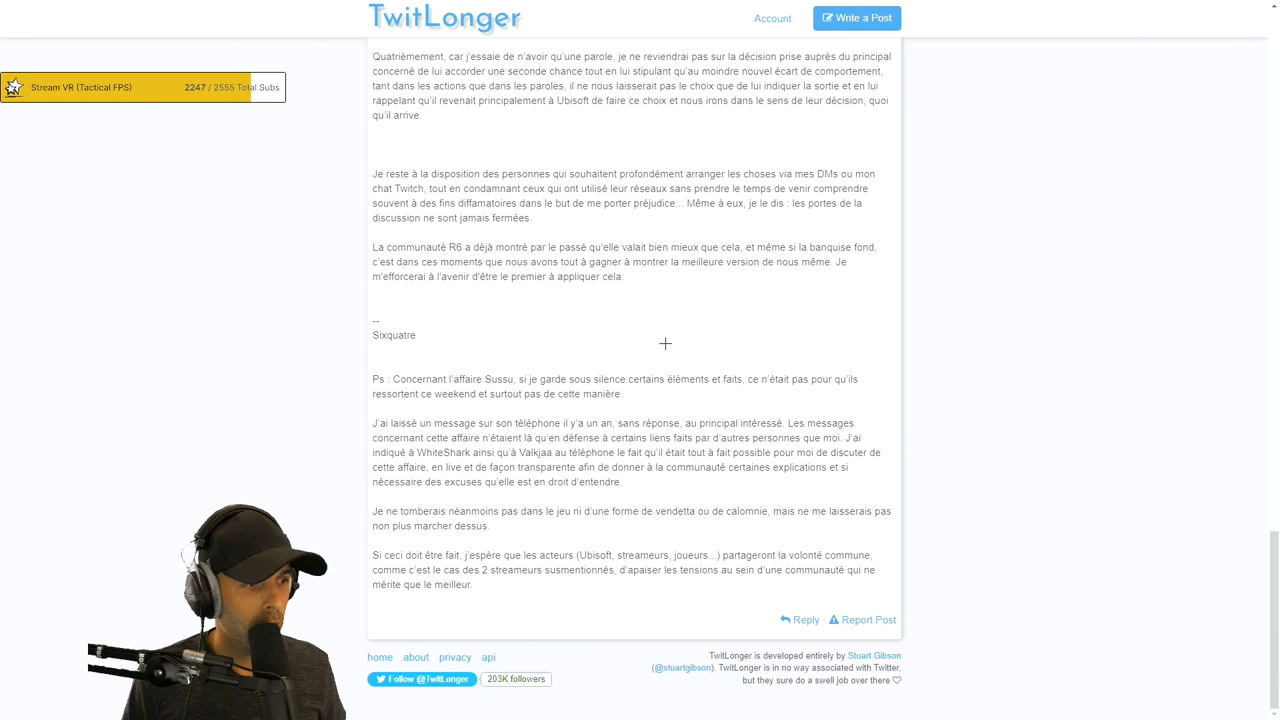 TwitLonger
Account
Write a Post
Quatrièmement, car j'essaie de n'avoir qu'une parole, je ne reviendrai pas sur la décision prise auprès du principal
concerné de lui accorder une seconde chance tout en lui stipulant qu'au moindre nouvel écart de comportement,
tant dans les actions que dans les paroles, il ne nous laisserait pas le choix que de lui indiquer la sortie et en lui
rappelant qu'il revenait principalement à Ubisoft de faire ce choix et nous irons dans le sens de leur décision, quoi
qu'il arrive.
Stream VR (Tactical FPS)
2247 / 2555 Total Subs
Je reste à la disposition des personnes qui souhaitent profondément arranger les choses via mes DMs ou mon
chat Twitch, tout en condamnant ceux qui ont utilisé leur réseaux sans prendre le temps de venir comprendre
souvent à des fins diffamatoires dans le but de me porter préjudice... Même à eux, je le dis : les portes de la
discussion ne sont jamais fermées.
La communauté R6 a déjà montré par le passé qu'elle valait bien mieux que cela, et même si la banquise fond,
c'est dans ces moments que nous avons tout à gagner à montrer la meilleure version de nous même. Je
m'efforcerai à l'avenir d'être le premier à appliquer cela.
--
Sixquatre
Ps : Concernant l'affaire Sussu, si je garde sous silence certains éléments et faits, ce n'était pas pour qu'ils
ressortent ce weekend et surtout pas de cette manière.
J'ai laissé un message sur son téléphone il y'a un an, sans réponse, au principal intéressé. Les messages
concernant cette affaire n'étaient là qu'en défense à certains liens faits par d'autres personnes que moi. J'ai
indiqué à WhiteShark ainsi qu'à Valkjaa au téléphone le fait qu'il était tout à fait possible pour moi de discuter de
cette affaire, en live et de façon transparente afin de donner à la communauté certaines explications et si
nécessaire des excuses qu'elle est en droit d'entendre.
Je ne tomberais néanmoins pas dans le jeu ni d'une forme de vendetta ou de calomnie, mais ne me laisserais pas
non plus marcher dessus.
Si ceci doit être fait, j'espère que les acteurs (Ubisoft, streameurs, joueurs...) partageront la volonté commune,
comme c'est le cas des 2 streameurs susmentionnés, d'apaiser les tensions au sein d'une communauté qui ne
mérite que le meilleur.
Reply · Report Post
home about privacy api
Follow @TwitLonger
203K followers
TwitLonger is developed entirely by Stuart Gibson
(@stuartgibson). TwitLonger is in no way associated with Twitter,
but they sure do a swell job over there